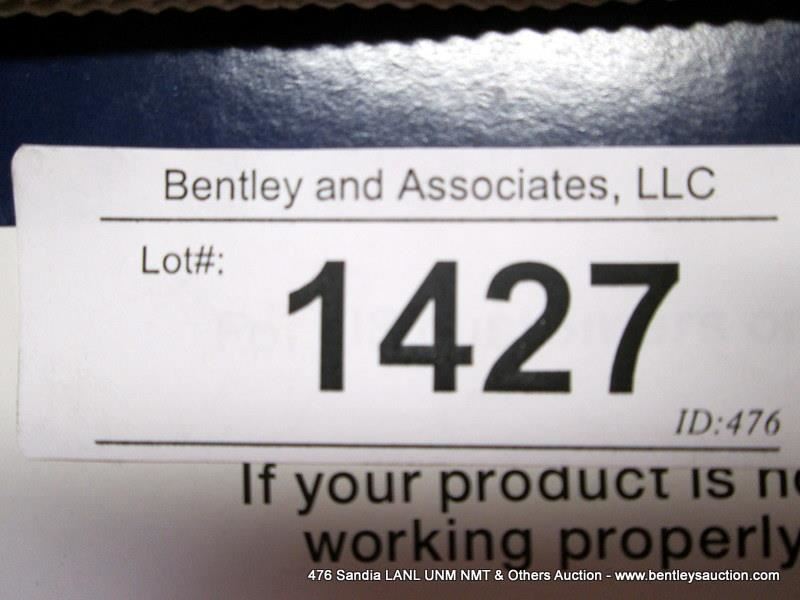 Bentley and Associates, LLC
Lot#:
1427
ID:476
If your product is
working properly
476 Sandia LANL UNM NMT & Others Auction - www.bentleysauction.com